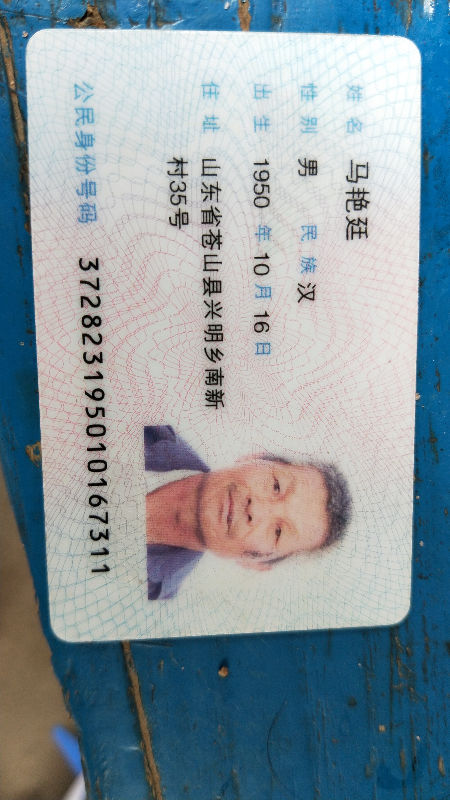 姓名 马艳廷
性别 男 民族 汉
出生 1950 年 10 月 16 日
住址 山东省苍山县兴明乡南新
村35号
公民身份号码 372823195010167311